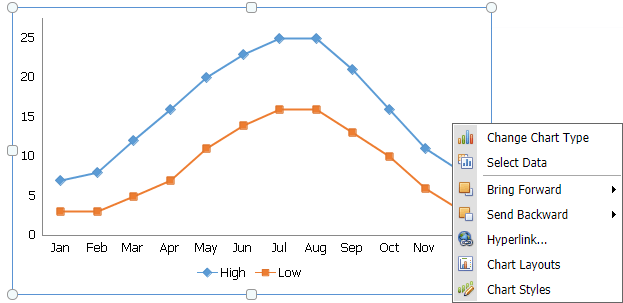 25
20
15
10
5
0
Jan Feb Mar Apr May Jun Jul Aug Sep Oct Nov
High Low
Change Chart Type
Select Data
Bring Forward
Send Backward
Hyperlink...
Chart Layouts
Chart Styles